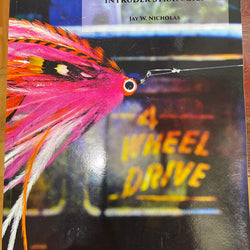 INTRUDER STRATEGIES
JAY W. NICHOLAS
4
WHEEL
DRIVE